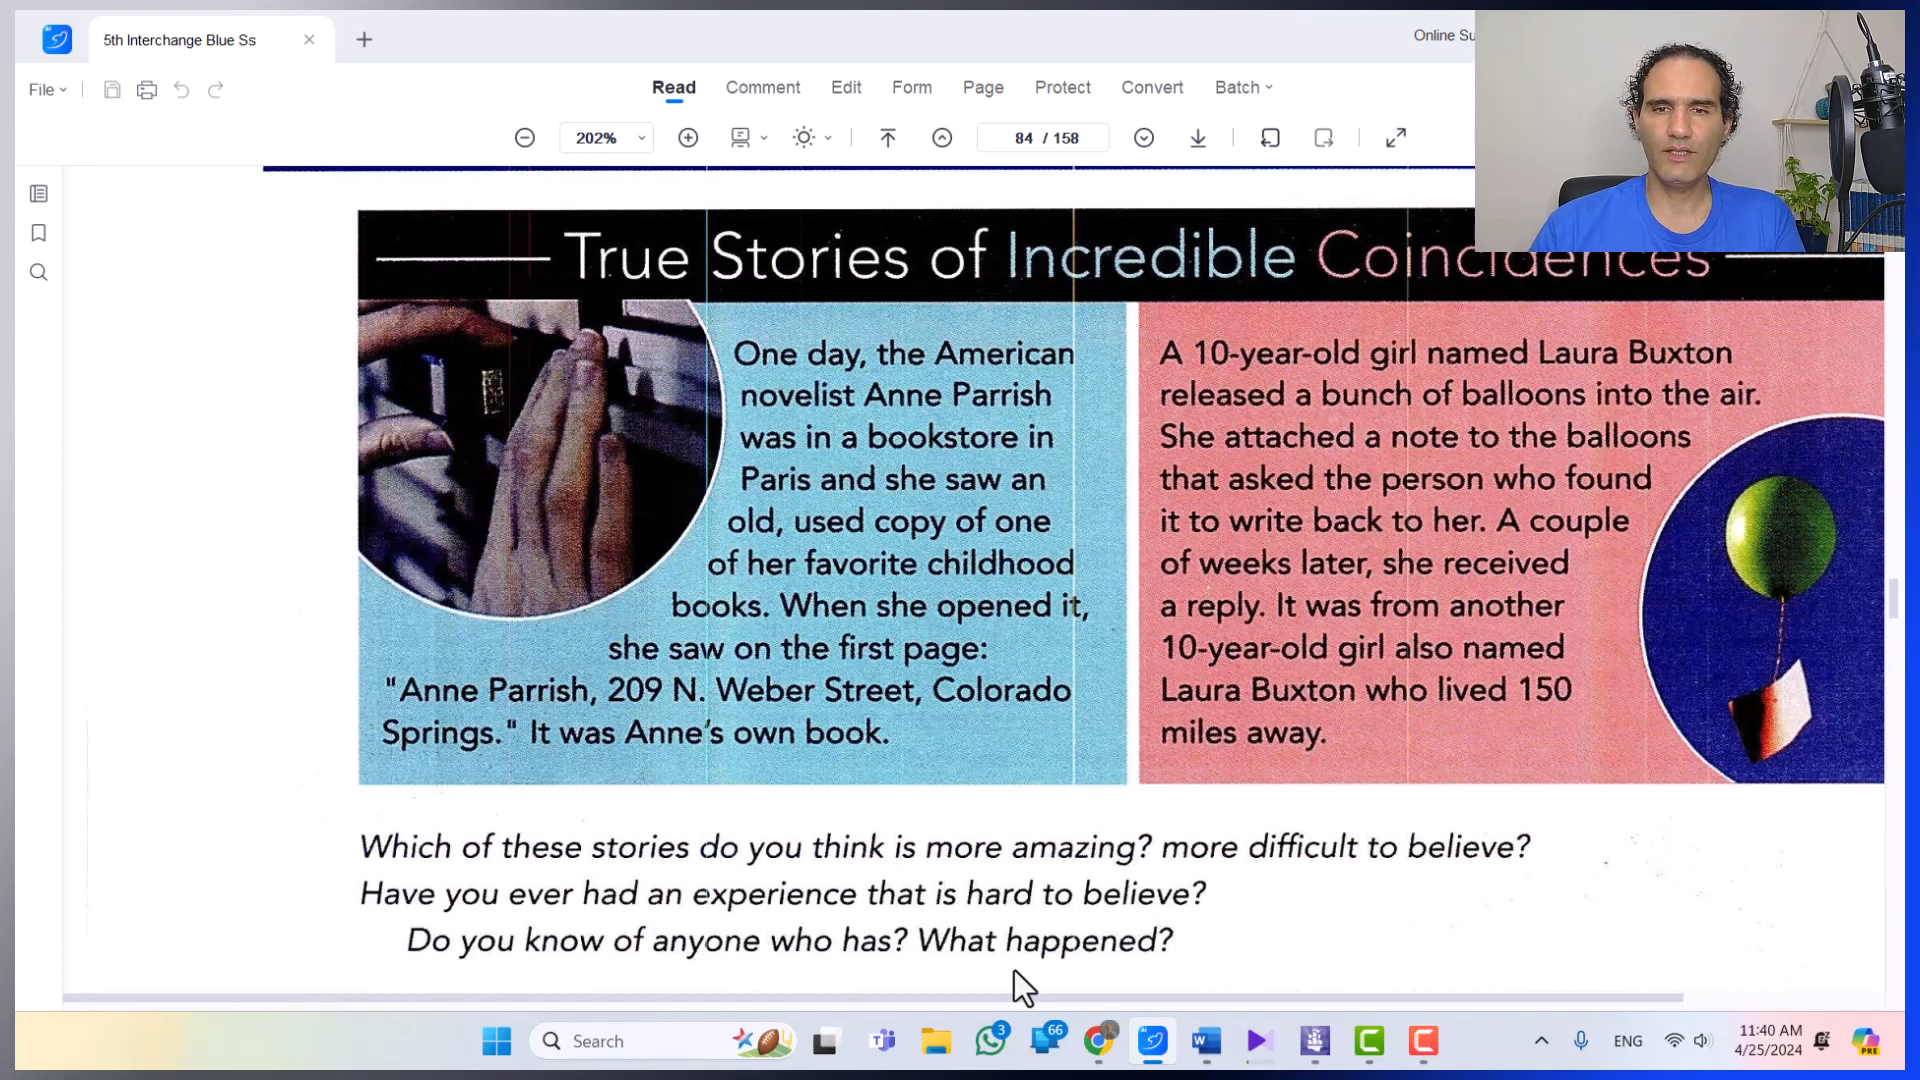 5th Interchange Blue Ss
Online Su
File
Read Comment Edit Form Page Protect Convert Batch
202%
84 / 158
True Stories of Incredible Coincidences
One day, the American
novelist Anne Parrish
was in a bookstore in
Paris and she saw an
old, used copy of one
of her favorite childhood
books. When she opened it,
she saw on the first page:
"Anne Parrish, 209 N. Weber Street, Colorado
Springs." It was Anne's own book.
A 10-year-old girl named Laura Buxton
released a bunch of balloons into the air.
She attached a note to the balloons
that asked the person who found
it to write back to her. A couple
of weeks later, she received
a reply. It was from another
10-year-old girl also named
Laura Buxton who lived 150
miles away.
Which of these stories do you think is more amazing? more difficult to believe?
Have you ever had an experience that is hard to believe?
Do you know of anyone who has? What happened?
Search
3
66
ENG
11:40 AM
4/25/2024
PRE